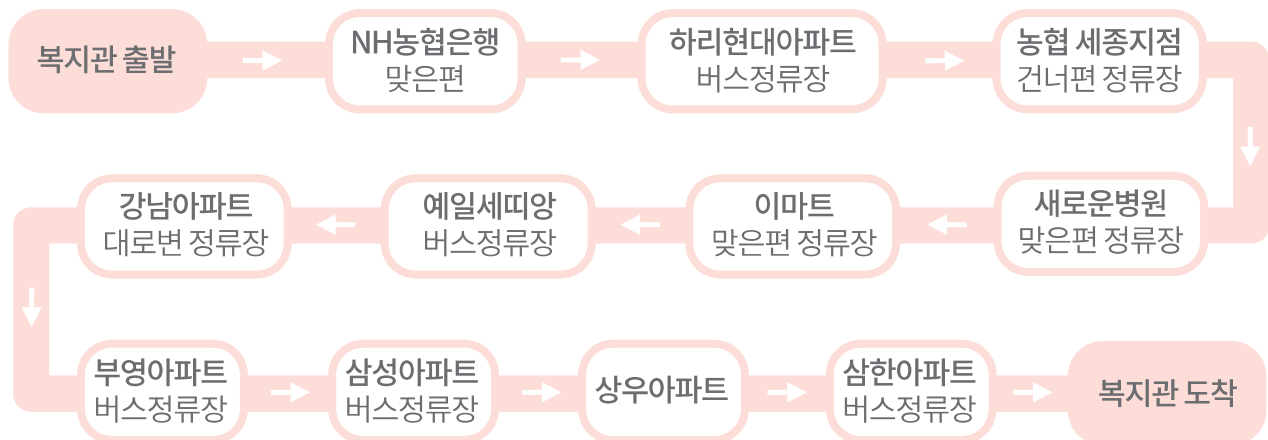 복지관 출발
NH농협은행
맞은편
하리현대아파트
버스정류장
농협 세종지점
건너편 정류장
새로운병원
맞은편 정류장
이마트
맞은편 정류장
예일세띠앙
버스정류장
강남아파트
대로변 정류장
부영아파트
버스정류장
삼성아파트
버스정류장
상우아파트
삼한아파트
버스정류장
복지관 도착